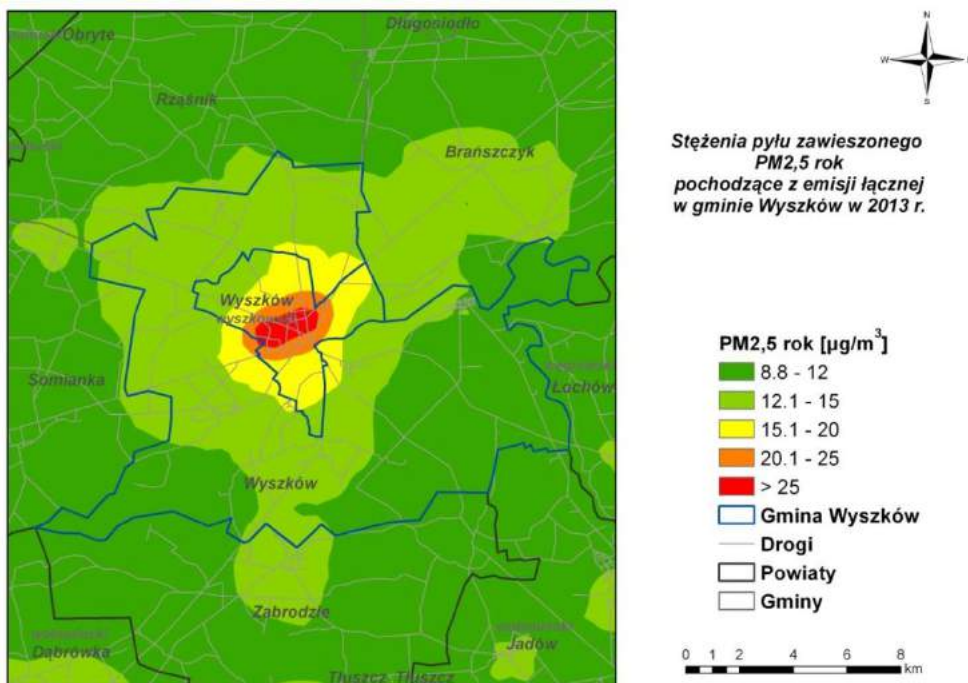 Długosiodło
Obryte
N
W
E
S
Rząśnik
Brańszczyk
Stężenia pyłu zawieszonego
PM2,5 rok
pochodzące z emisji łącznej
w gminie Wyszków w 2013 r.
Wyszków
wyszkowski
Somianka
Łochów
Wyszków
Zabrodzie
Dąbrówka
Jadów
Tłuszcz Tłuszcz
PM2,5 rok [µg/m³]
8.8 - 12
12.1 - 15
15.1 - 20
20.1 - 25
> 25
Gmina Wyszków
Drogi
Powiaty
Gminy
0 1 2 4 6 8
km